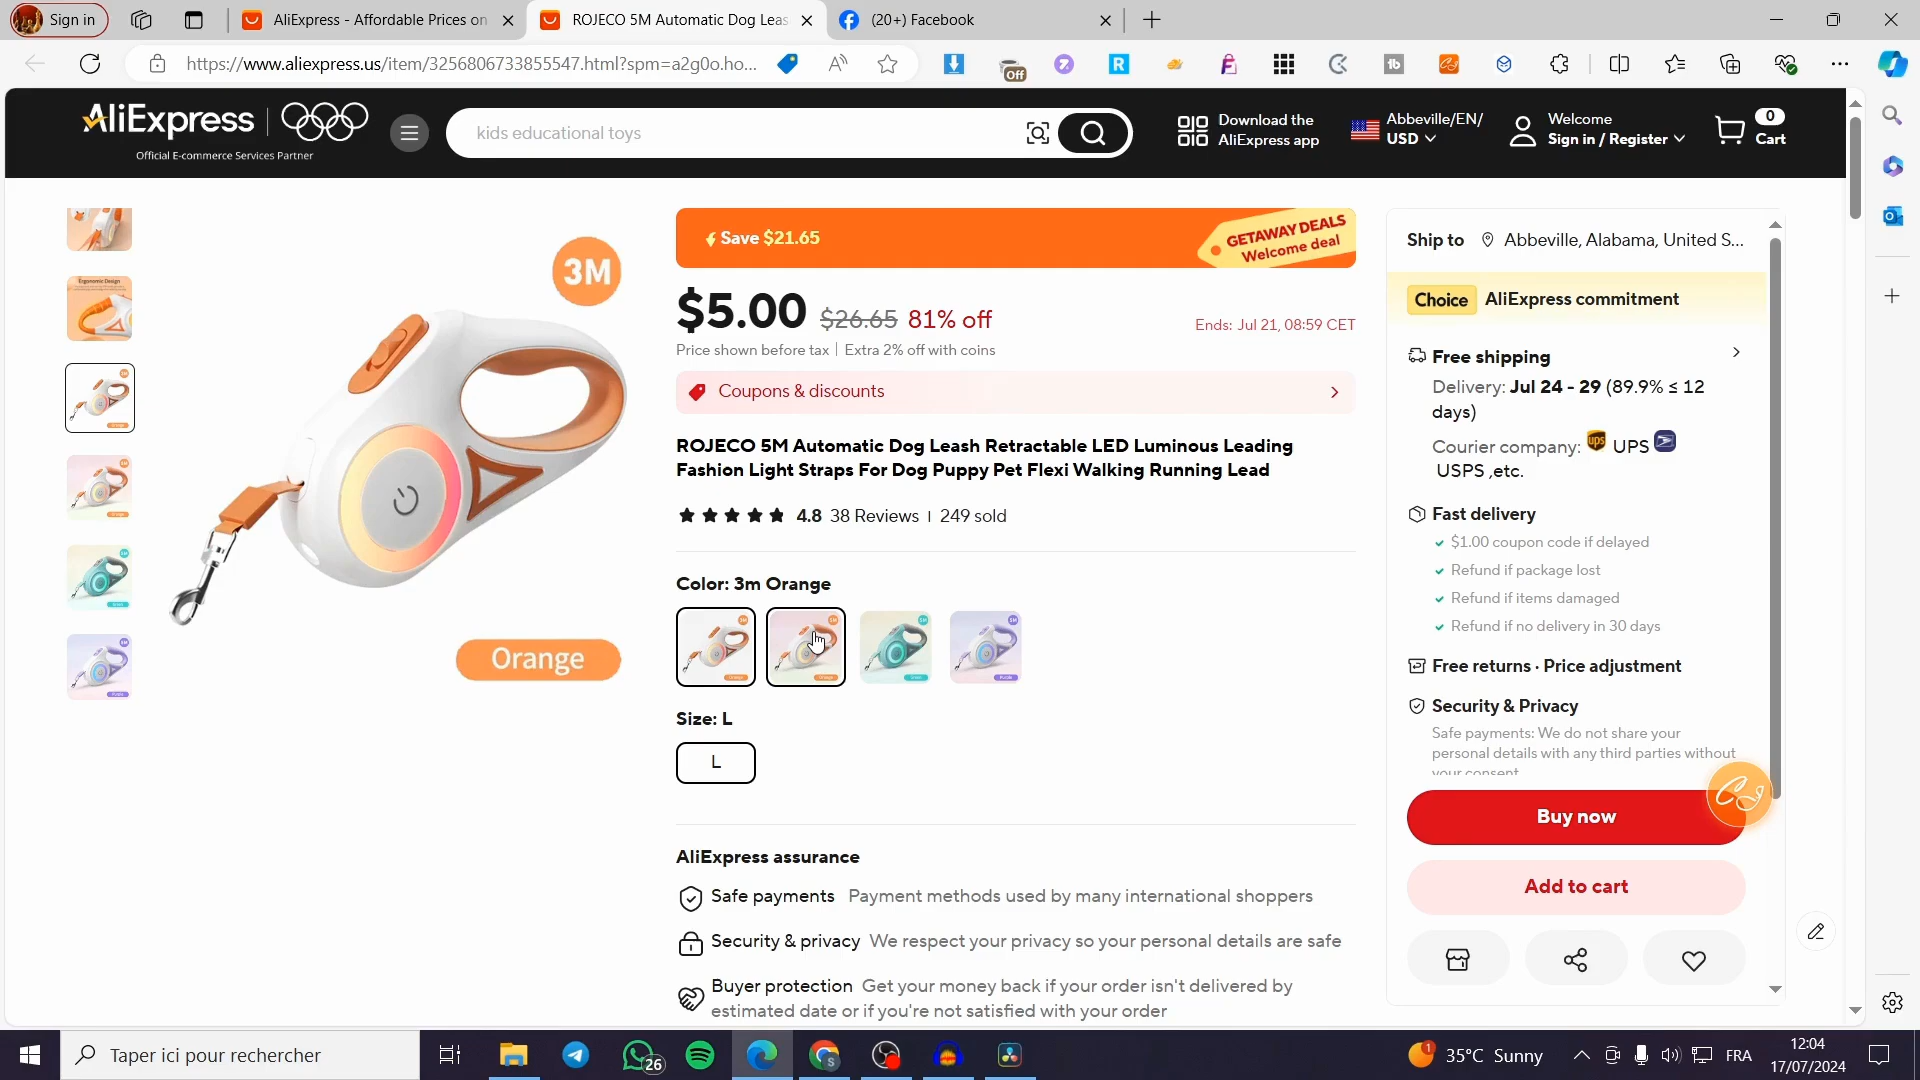 Sign in
AliExpress - Affordable Prices on
ROJECO 5M Automatic Dog Leas
(20+) Facebook
https://www.aliexpress.us/item/3256806733855547.html?spm=a2g0o.ho...
Off
AliExpress
Official E-commerce Services Partner
kids educational toys
Download the
AliExpress app
Abbeville/EN/
USD
Welcome
Sign in / Register
0
Cart
3M
Orange
Save $21.65
GETAWAY DEALS
Welcome deal
$5.00 $26.65 81% off
Ends: Jul 21, 08:59 CET
Price shown before tax | Extra 2% off with coins
Coupons & discounts
ROJECO 5M Automatic Dog Leash Retractable LED Luminous Leading
Fashion Light Straps For Dog Puppy Pet Flexi Walking Running Lead
4.8 38 Reviews | 249 sold
Color: 3m Orange
Size: L
L
AliExpress assurance
Safe payments Payment methods used by many international shoppers
Security & privacy We respect your privacy so your personal details are safe
Buyer protection Get your money back if your order isn't delivered by
estimated date or if you're not satisfied with your order
Ship to Abbeville, Alabama, United S...
Choice AliExpress commitment
Free shipping
Delivery: Jul 24 - 29 (89.9% ≤ 12
days)
Courier company: UPS
USPS ,etc.
Fast delivery
$1.00 coupon code if delayed
Refund if package lost
Refund if items damaged
Refund if no delivery in 30 days
Free returns · Price adjustment
Security & Privacy
Safe payments: We do not share your
personal details with any third parties without
your consent
Buy now
Add to cart
Taper ici pour rechercher
26
1
35°C Sunny
FRA
12:04
17/07/2024